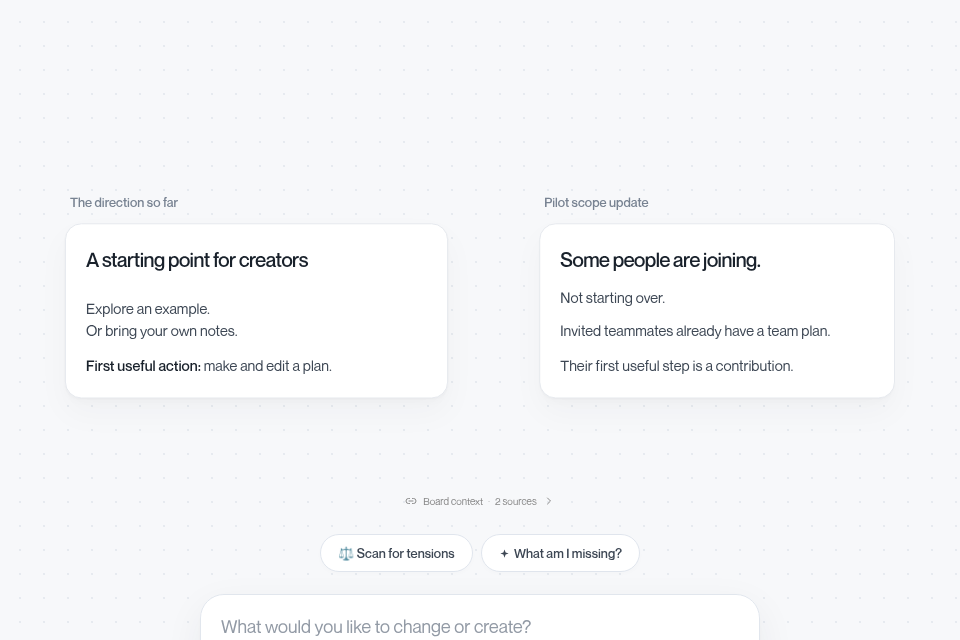 The direction so far
A starting point for creators
Explore an example.
Or bring your own notes.
First useful action: make and edit a plan.
Pilot scope update
Some people are joining.
Not starting over.
Invited teammates already have a team plan.
Their first useful step is a contribution.
Board context · 2 sources
Scan for tensions
What am I missing?
What would you like to change or create?